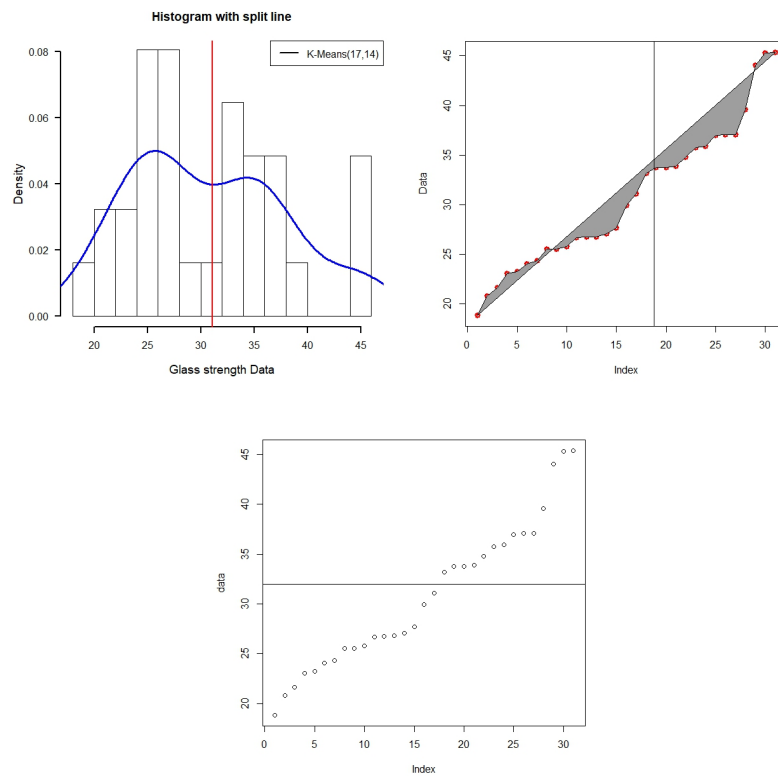 Histogram with split line
K-Means(17,14)
Density
0.00 0.02 0.04 0.06 0.08
20 25 30 35 40 45
Glass strength Data
Data
20 25 30 35 40 45
0 5 10 15 20 25 30
Index
data
20 25 30 35 40 45
0 5 10 15 20 25 30
Index